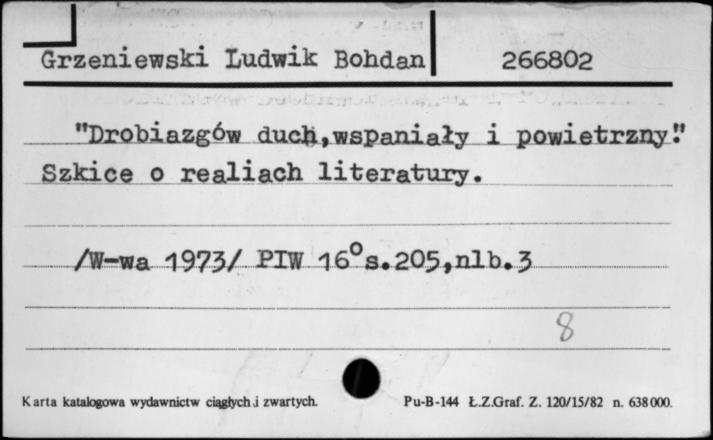 Grzeniewski Ludwik Bohdan 266802
"Drobiazgów duch,wspaniały i powietrzny."
Szkice o realiach literatury.
/W-wa 1973/ PIW 16°s.205,nlb.3
8
Karta katalogowa wydawnictw ciągłych i zwartych. Pu-B-144 Ł.Z.Graf. Z. 120/15/82 n. 638000.